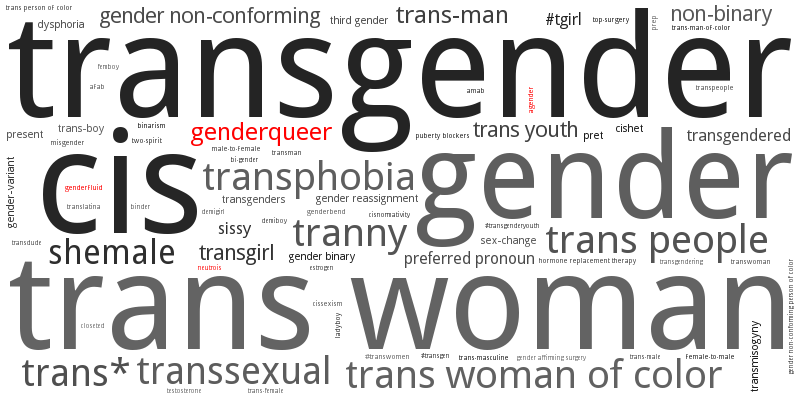 trans person of color
dysphoria
gender non-conforming
third gender
trans-man
#tgirl
top-surgery
prep
non-binary
trans-man-of-color
transgender
femboy
aFab
amab
agender
transpeople
present
trans-boy
binarism
genderqueer
puberty blockers
trans youth
pret
cishet
transgendered
misgender
two-spirit
male-to-Female
transman
bi-gender
gender-variant
cis
genderFluid
translatina
binder
transphobia
gender
transgenders
gender reassignment
demigirl
genderbend
cisnormativity
demiboy
sissy
tranny
#transgenderyouth
sex-change
trans people
transdude
shemale
transgirl
gender binary
preferred pronoun
hormone replacement therapy
transgendering
transwoman
neutrois
estrogen
trans woman
cissexism
closeted
ladyboy
transmisogyny
gender non-conforming person of color
#transwomen
#transgen
trans-masculine
gender affirming surgery
trans-male
Female-to-male
trans*
transsexual
trans woman of color
testosterone
trans-female